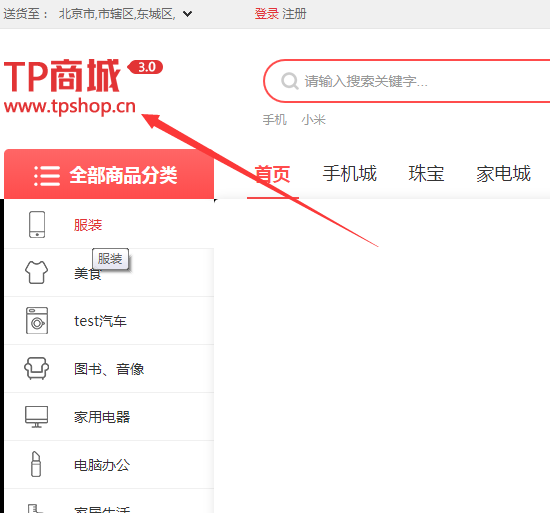 送货至： 北京市,市辖区,东城区, 登录 注册
TP商城 3.0
www.tpshop.cn
请输入搜索关键字...
手机 小米
全部商品分类 首页 手机城 珠宝 家电城
服装
服装
美食
test汽车
图书、音像
家用电器
电脑办公
家居生活